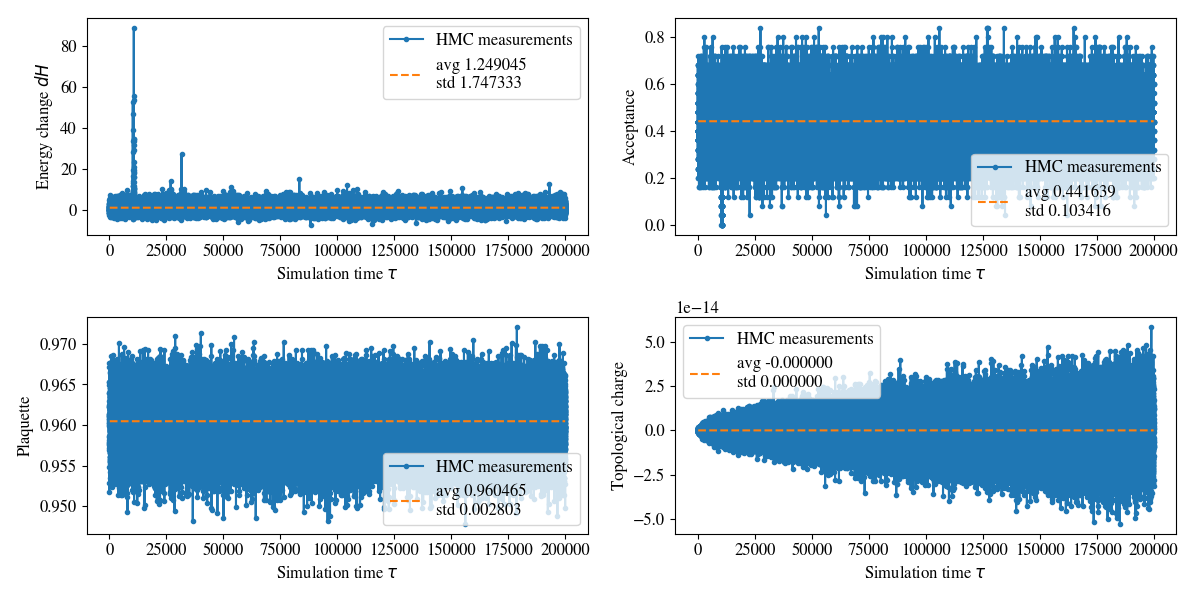 80
60
40
20
0
Energy change dH
HMC measurements
avg 1.249045
std 1.747333
0 25000 50000 75000 100000 125000 150000 175000 200000
Simulation time τ
0.8
0.6
0.4
0.2
0.0
Acceptance
HMC measurements
avg 0.441639
std 0.103416
0 25000 50000 75000 100000 125000 150000 175000 200000
Simulation time τ
0.970
0.965
0.960
0.955
0.950
Plaquette
HMC measurements
avg 0.960465
std 0.002803
0 25000 50000 75000 100000 125000 150000 175000 200000
Simulation time τ
1e−14
5.0
2.5
0.0
−2.5
−5.0
Topological charge
HMC measurements
avg -0.000000
std 0.000000
0 25000 50000 75000 100000 125000 150000 175000 200000
Simulation time τ